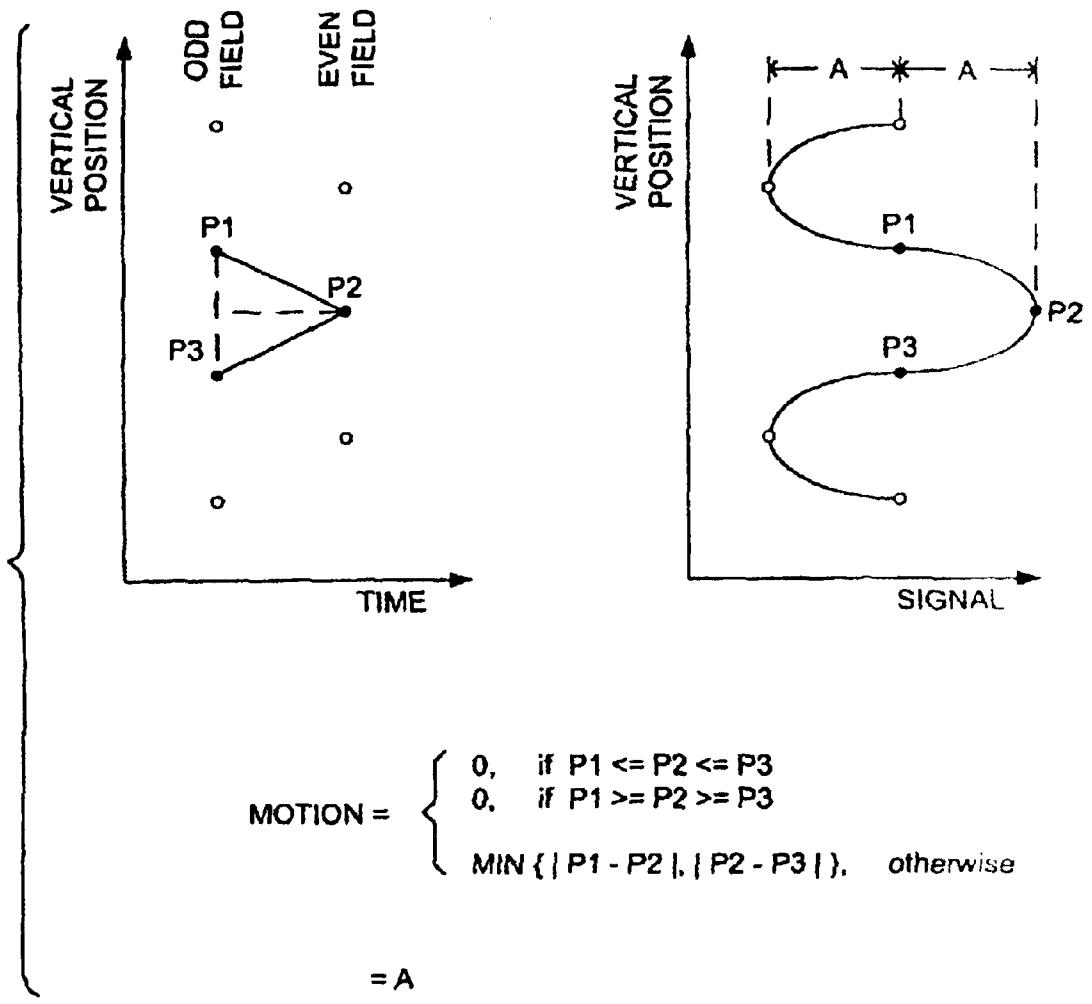 ODD
FIELD
EVEN
FIELD
VERTICAL
POSITION
P1
P2
P3
TIME
VERTICAL
POSITION
A
A
P1
P2
P3
SIGNAL
MOTION =
0, if P1 <= P2 <= P3
0, if P1 >= P2 >= P3
MIN { | P1 - P2 |, | P2 - P3 | }, otherwise
= A